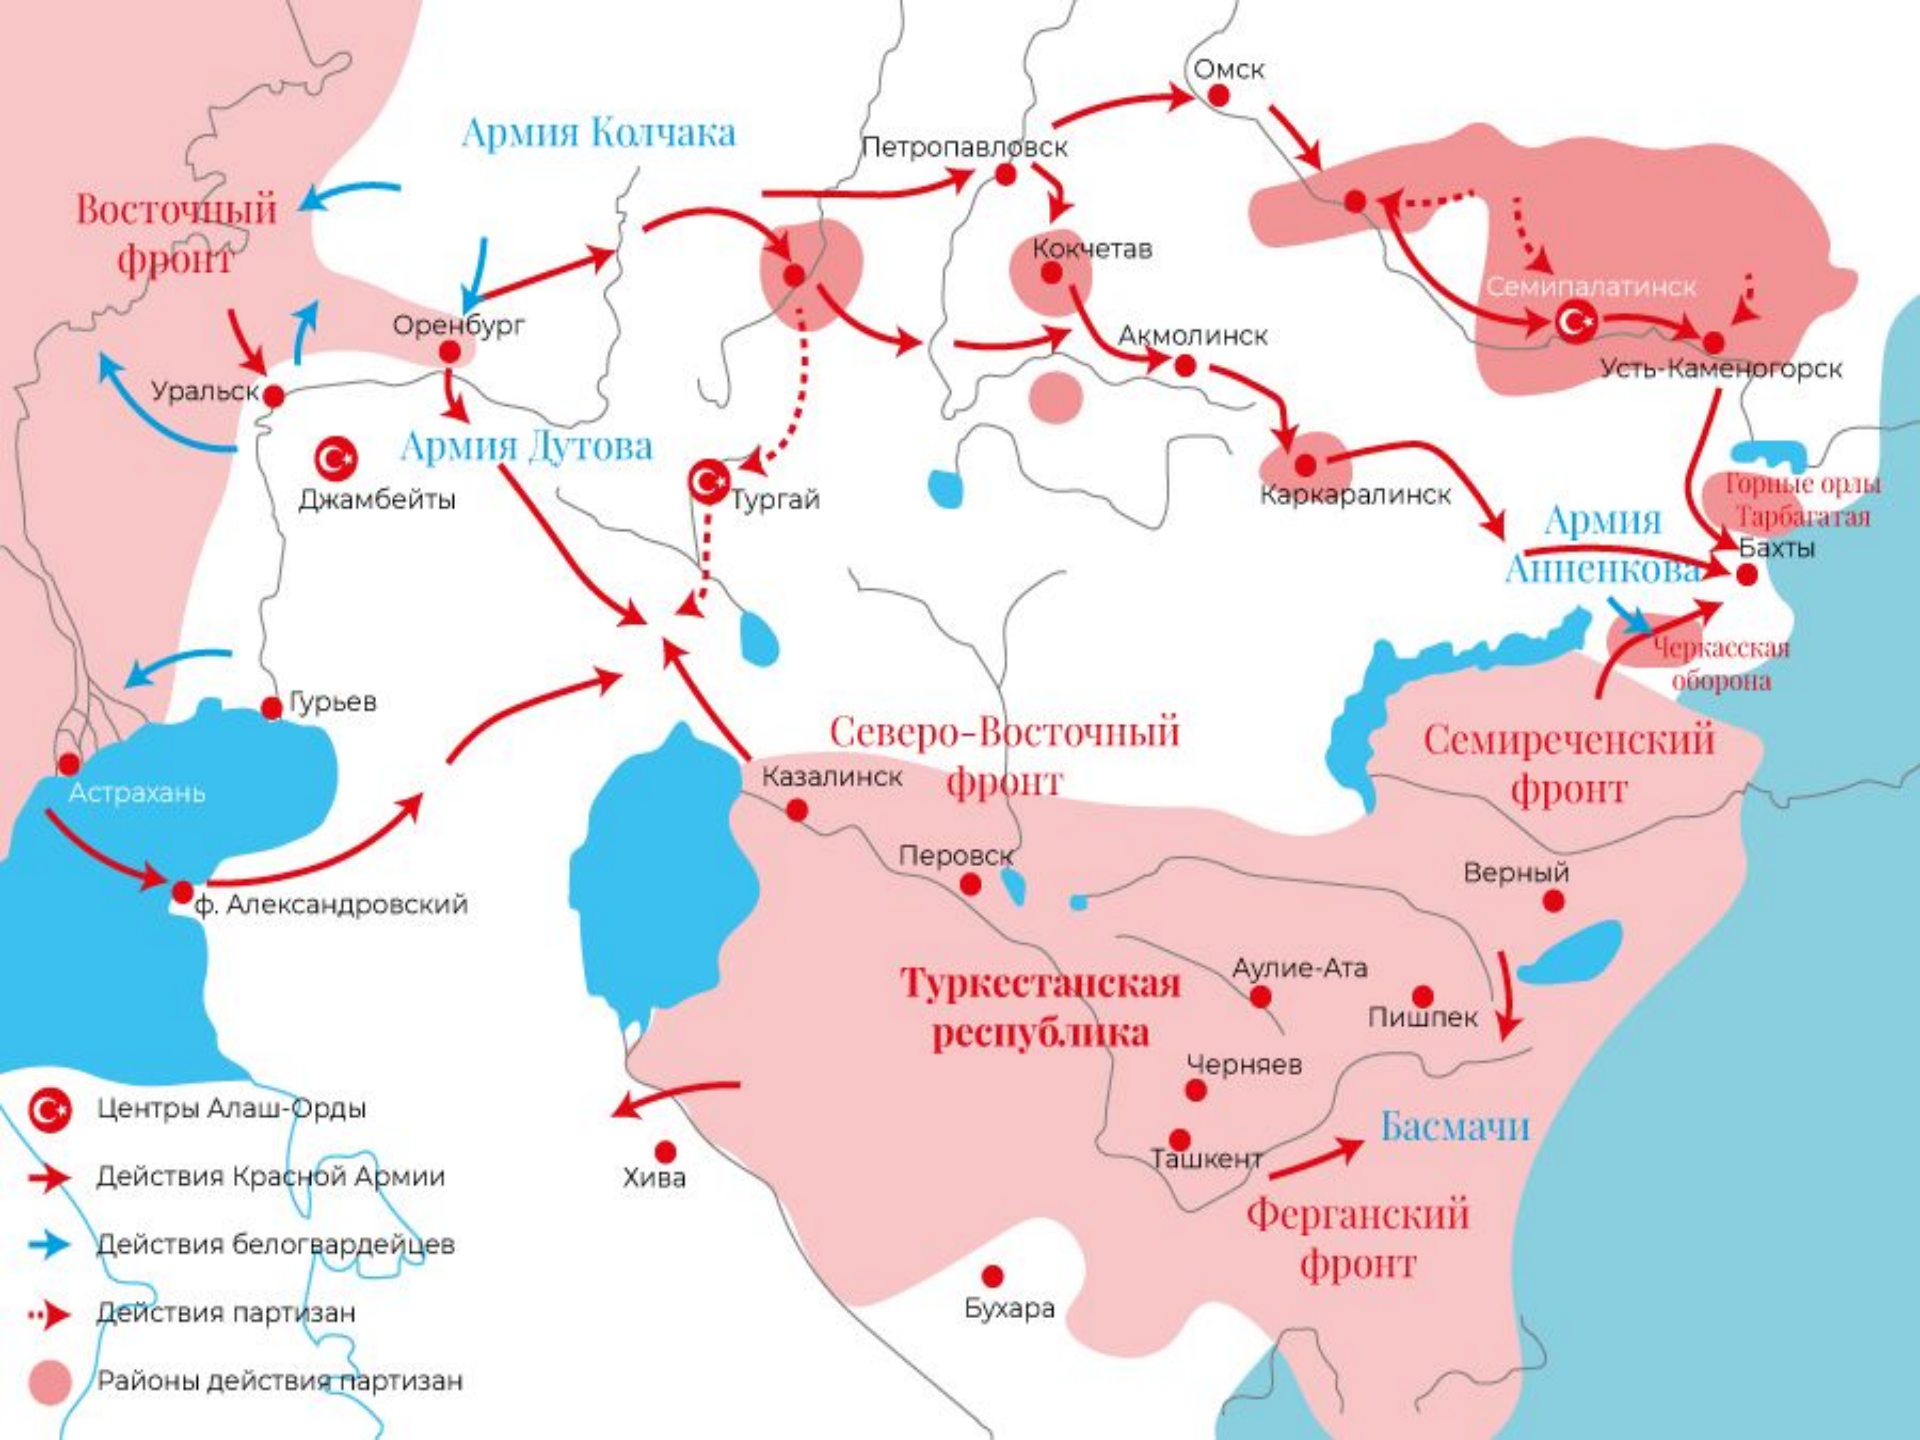 Омск
Армия Колчака
Петропавловск
Восточный
фронт
Кокчетав
Семипалатинск
Оренбург
Акмолинск
Усть-Каменогорск
Уральск
Армия Дутова
Джамбейты
Тургай
Каркаралинск
Горные орлы
Тарбагатая
Армия
Анненкова
Бахты
Черкасская
оборона
Гурьев
Северо-Восточный
фронт
Семиреченский
фронт
Казалинск
Астрахань
Перовск
Верный
ф. Александровский
Аулие-Ата
Туркестанская
республика
Пишпек
Черняев
Басмачи
Ташкент
Хива
Ферганский
фронт
Бухара
Центры Алаш-Орды
Действия Красной Армии
Действия белогвардейцев
Действия партизан
Районы действия партизан